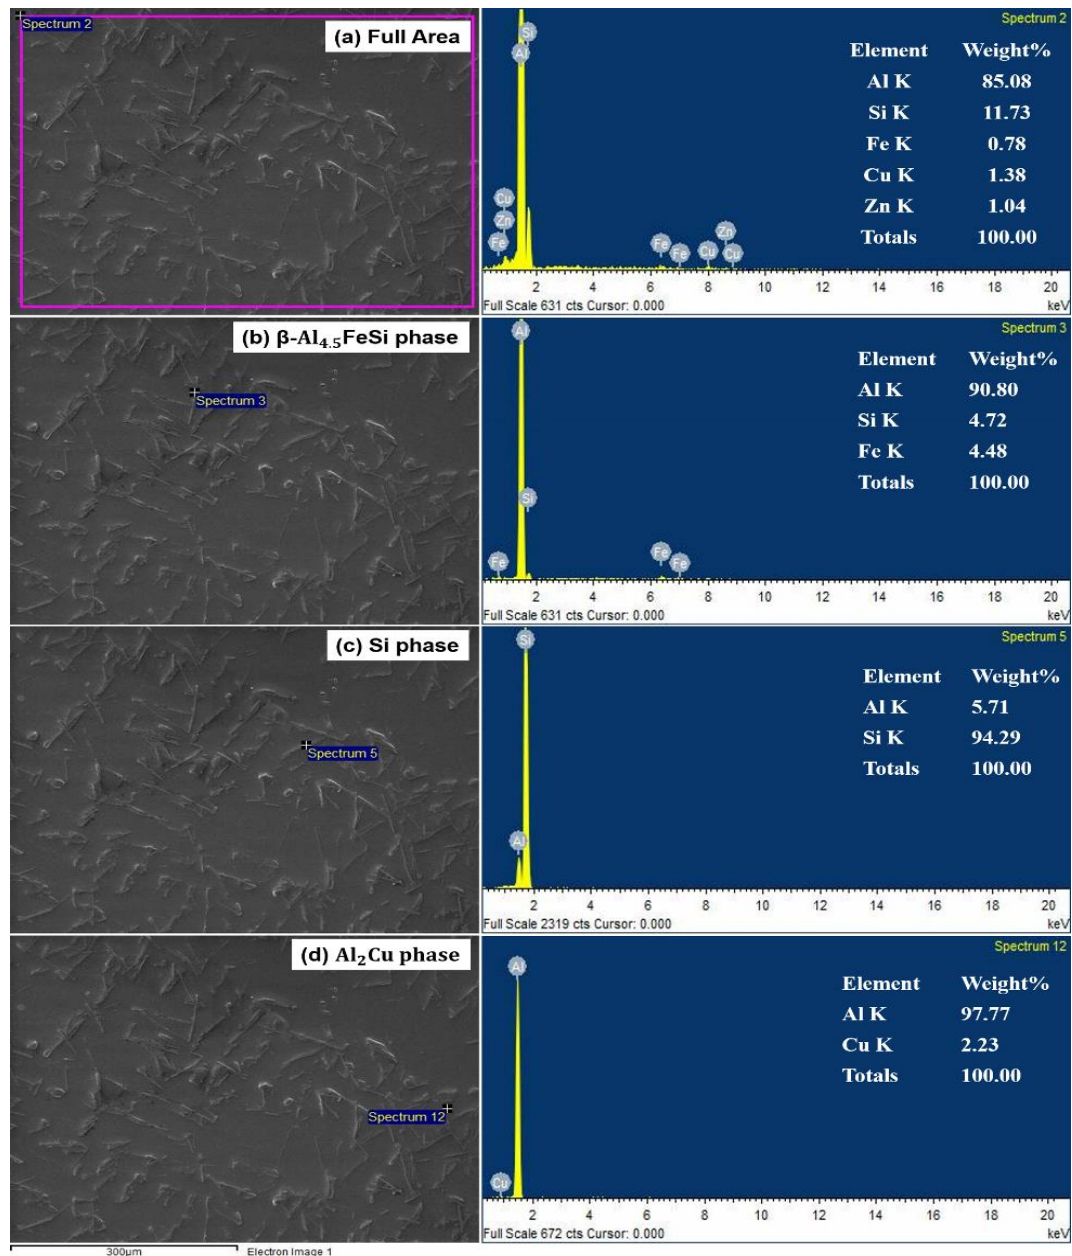 Spectrum 2
(a) Full Area
Spectrum 2
Element Weight%
Al K 85.08
Si K 11.73
Fe K 0.78
Cu K 1.38
Zn K 1.04
Totals 100.00
Si
Al
Cu
Zn
Fe
Fe
Fe
Cu
Zn
Cu
2 4 6 8 10 12 14 16 18 20
Full Scale 631 cts Cursor: 0.000 keV
(b) β-Al4.5FeSi phase
Spectrum 3
Spectrum 3
Element Weight%
Al K 90.80
Si K 4.72
Fe K 4.48
Totals 100.00
Al
Si
Fe
Fe
Fe
2 4 6 8 10 12 14 16 18 20
Full Scale 631 cts Cursor: 0.000 keV
(c) Si phase
Spectrum 5
Spectrum 5
Element Weight%
Al K 5.71
Si K 94.29
Totals 100.00
Si
Al
2 4 6 8 10 12 14 16 18 20
Full Scale 2319 cts Cursor: 0.000 keV
(d) Al₂Cu phase
Spectrum 12
Spectrum 12
Element Weight%
Al K 97.77
Cu K 2.23
Totals 100.00
Al
Cu
2 4 6 8 10 12 14 16 18 20
Full Scale 672 cts Cursor: 0.000 keV
300µm Electron Image 1